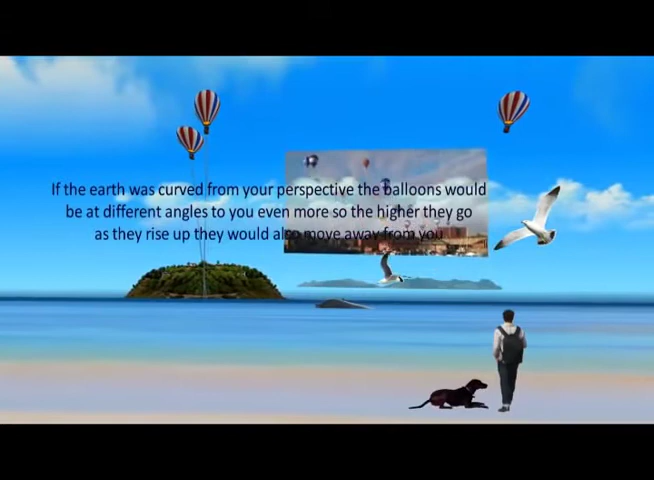 If the earth was curved from your perspective the balloons would
be at different angles to you even more so the higher they go
as they rise up they would also move away from you